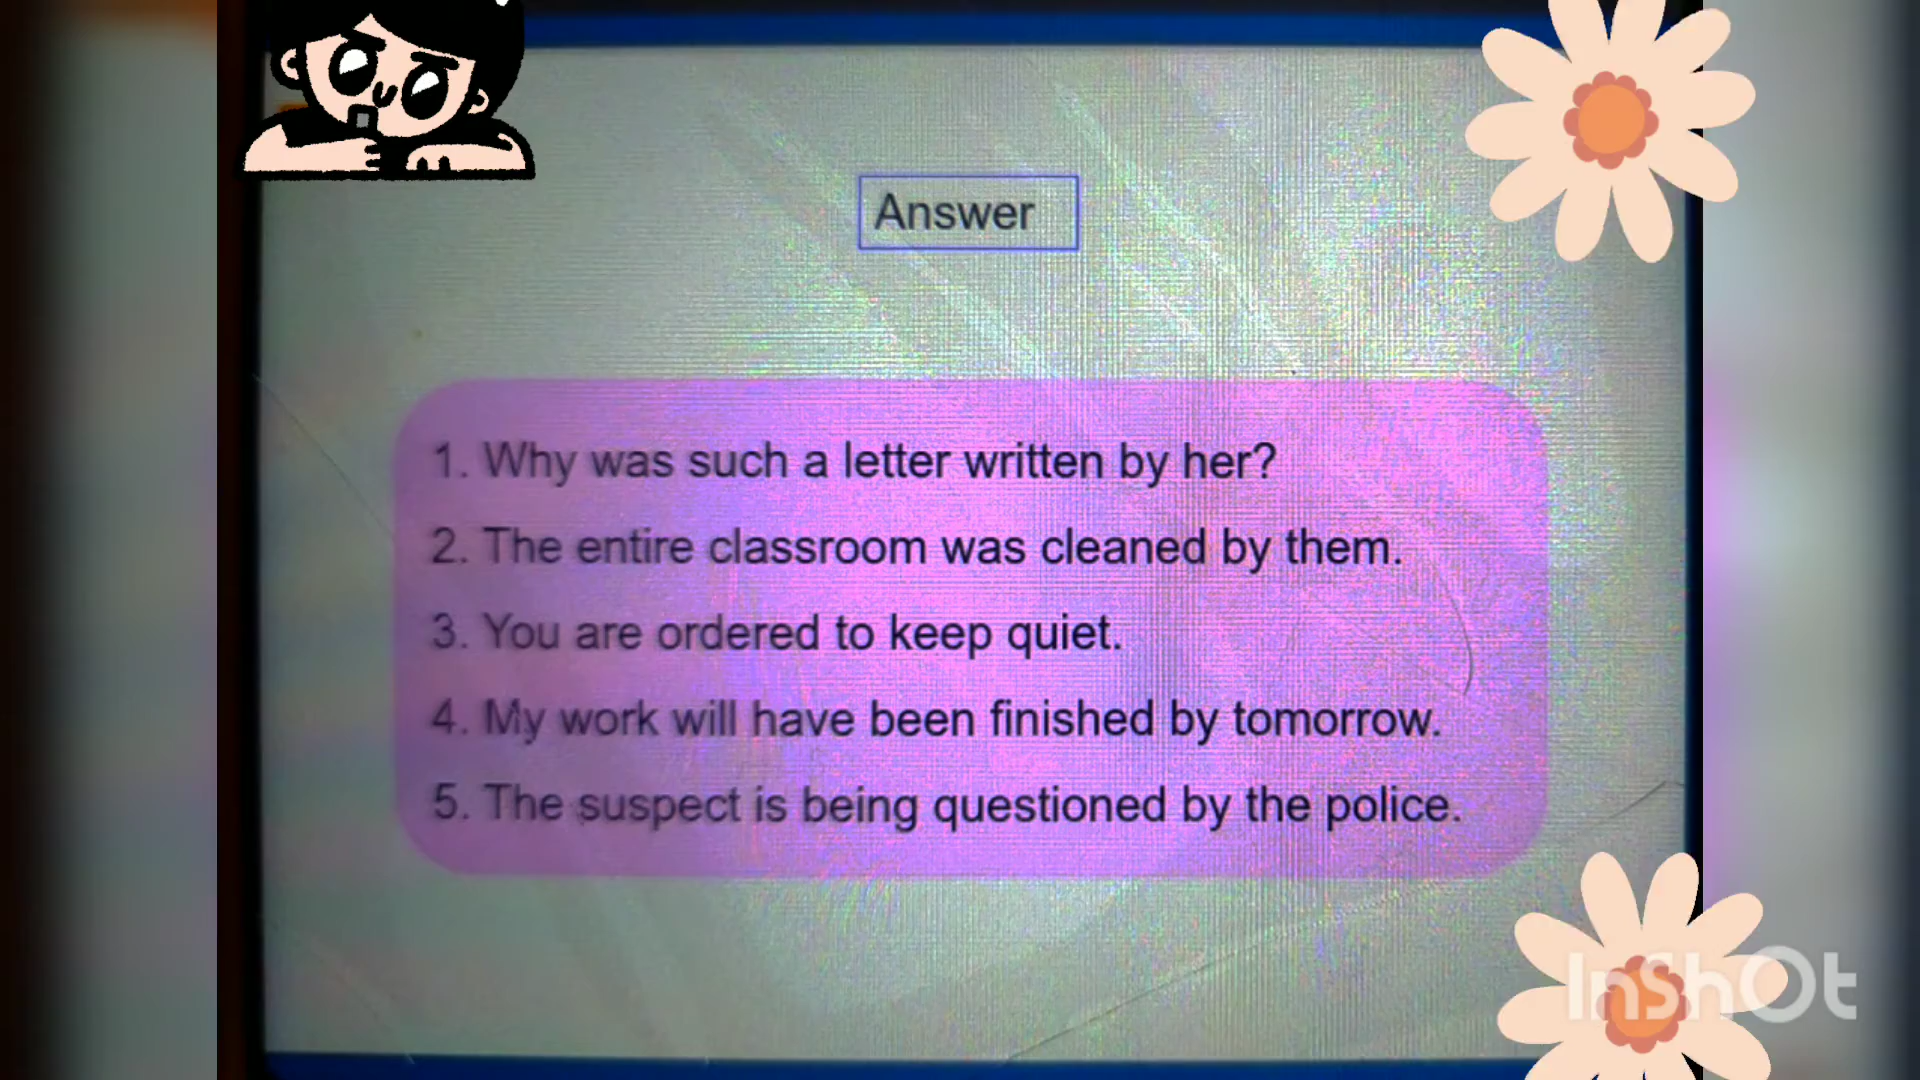 Answer
1. Why was such a letter written by her?
2. The entire classroom was cleaned by them.
3. You are ordered to keep quiet.
4. My work will have been finished by tomorrow.
5. The suspect is being questioned by the police.
InShOt